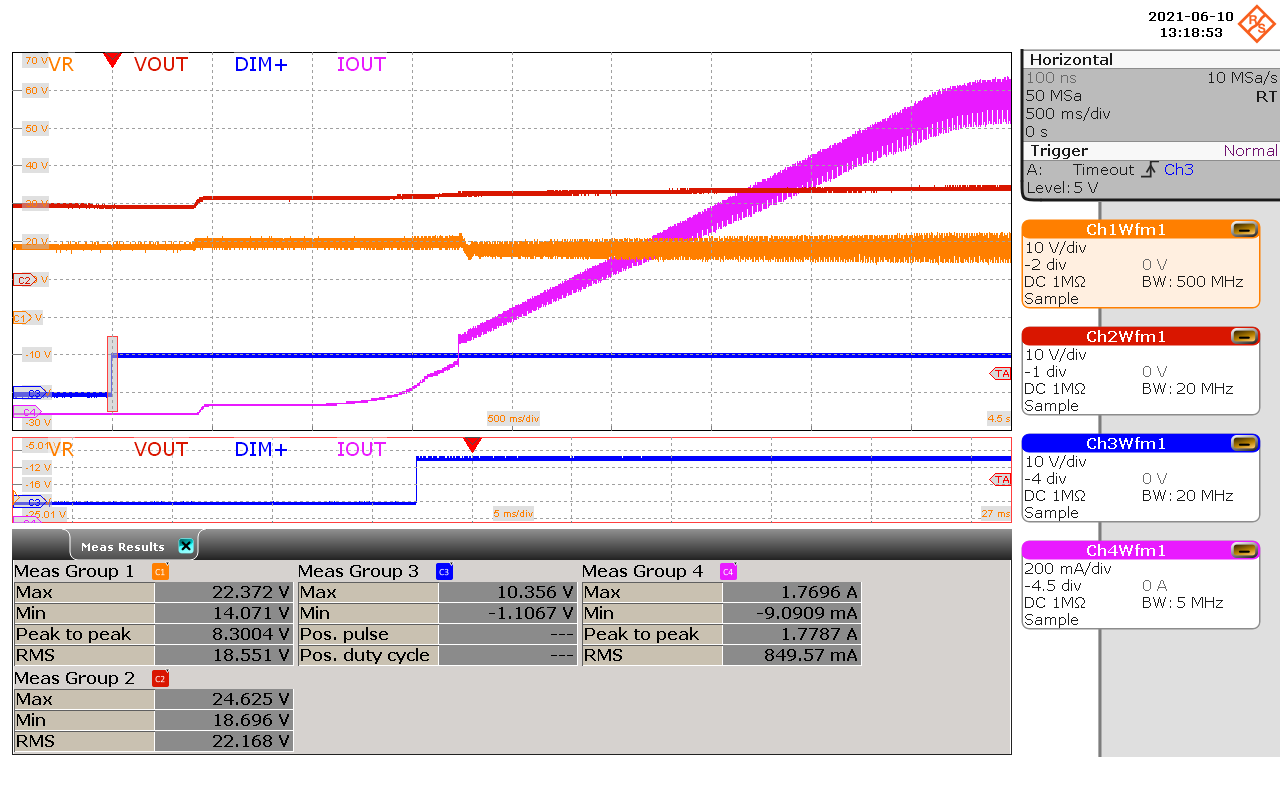 2021-06-10
13:18:53
R&S
VR VOUT DIM+ IOUT
70 V
60 V
50 V
40 V
30 V
20 V
C2 V
C1 V
-10 V
C3
C4
-30 V
500 ms/div
4.5 s
TA
VR VOUT DIM+ IOUT
-5.01
-12 V
-16 V
C3
-25.01 V
5 ms/div
27 ms
TA
Horizontal
100 ns 10 MSa/s
50 MSa RT
500 ms/div
0 s
Trigger Normal
A: Timeout Ch3
Level: 5 V
Ch1Wfm1
10 V/div
-2 div 0 V
DC 1MΩ BW: 500 MHz
Sample
Ch2Wfm1
10 V/div
-1 div 0 V
DC 1MΩ BW: 20 MHz
Sample
Ch3Wfm1
10 V/div
-4 div 0 V
DC 1MΩ BW: 20 MHz
Sample
Ch4Wfm1
200 mA/div
-4.5 div 0 A
DC 1MΩ BW: 5 MHz
Sample
Meas Results
Meas Group 1 C1
Max 22.372 V
Min 14.071 V
Peak to peak 8.3004 V
RMS 18.551 V
Meas Group 3 C3
Max 10.356 V
Min -1.1067 V
Pos. pulse ---
Pos. duty cycle ---
Meas Group 4 C4
Max 1.7696 A
Min -9.0909 mA
Peak to peak 1.7787 A
RMS 849.57 mA
Meas Group 2 C2
Max 24.625 V
Min 18.696 V
RMS 22.168 V